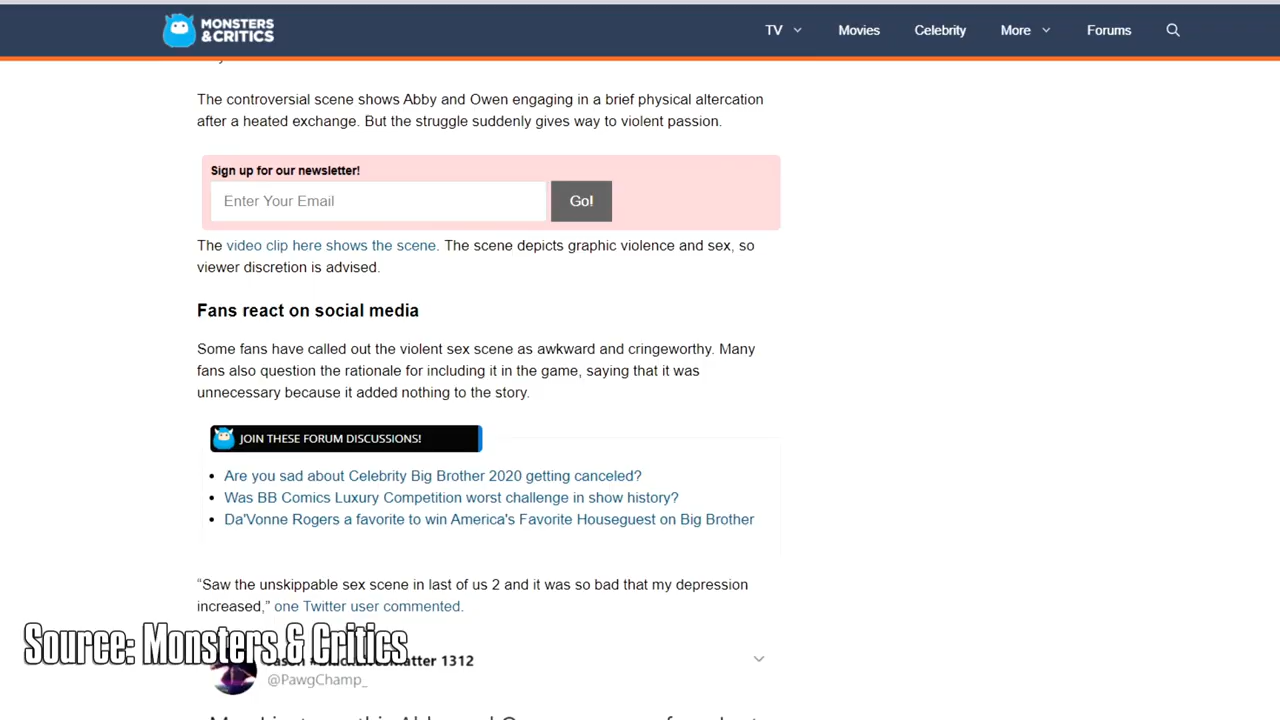 MONSTERS
& CRITICS
TV
Movies
Celebrity
More
Forums
The controversial scene shows Abby and Owen engaging in a brief physical altercation
after a heated exchange. But the struggle suddenly gives way to violent passion.
Sign up for our newsletter!
Enter Your Email
Go!
The video clip here shows the scene. The scene depicts graphic violence and sex, so
viewer discretion is advised.
Fans react on social media
Some fans have called out the violent sex scene as awkward and cringeworthy. Many
fans also question the rationale for including it in the game, saying that it was
unnecessary because it added nothing to the story.
JOIN THESE FORUM DISCUSSIONS!
Are you sad about Celebrity Big Brother 2020 getting canceled?
Was BB Comics Luxury Competition worst challenge in show history?
Da'Vonne Rogers a favorite to win America's Favorite Houseguest on Big Brother
“Saw the unskippable sex scene in last of us 2 and it was so bad that my depression
increased,” one Twitter user commented.
Source: Monsters & Critics
1312
@PawgChamp_